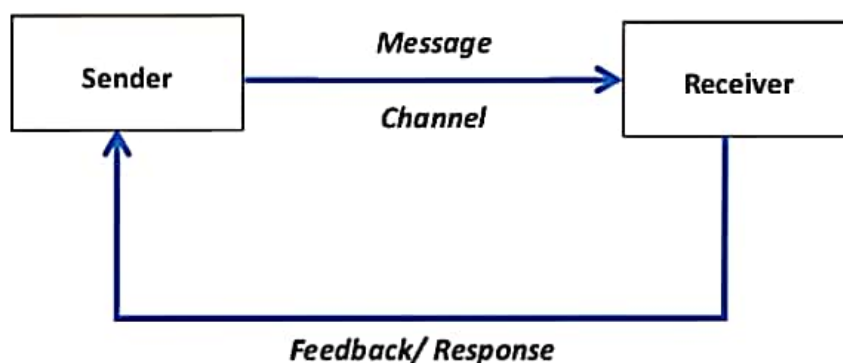 Message
Sender
Receiver
Channel
Feedback/ Response